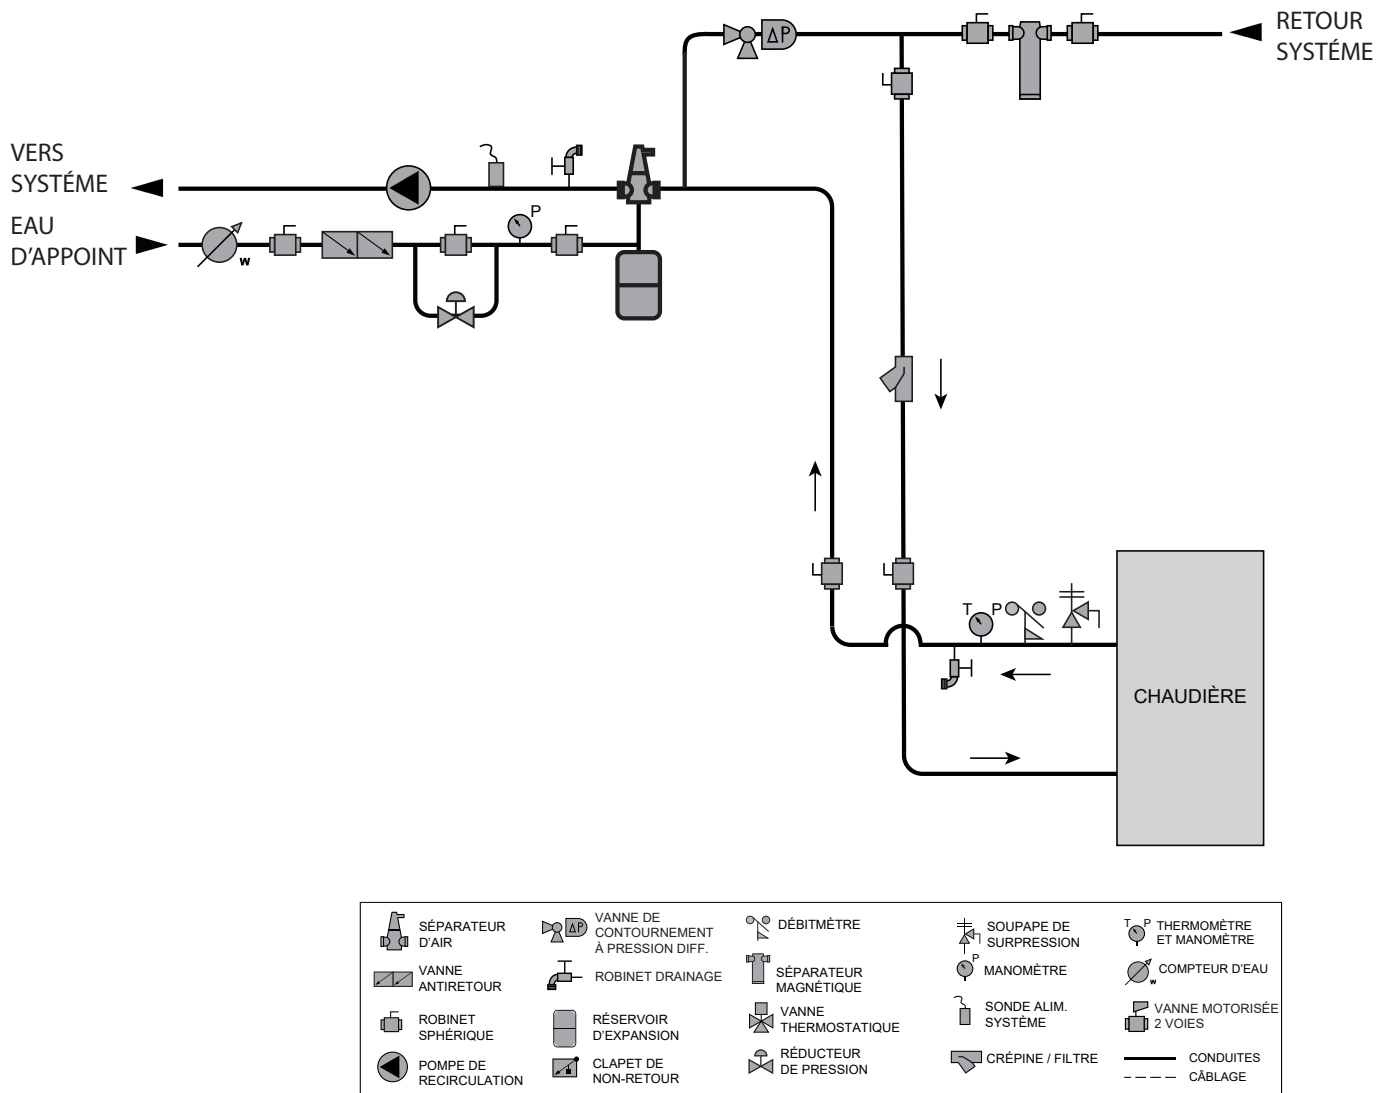 ΔP
RETOUR
SYSTÉME
VERS
SYSTÉME
EAU
D'APPOINT
P
w
T P
CHAUDIÈRE
SÉPARATEUR
D'AIR
ΔP
VANNE DE
CONTOURNEMENT
À PRESSION DIFF.
DÉBITMÈTRE
SOUPAPE DE
SURPRESSION
T P
THERMOMÈTRE
ET MANOMÈTRE
VANNE
ANTIRETOUR
ROBINET DRAINAGE
SÉPARATEUR
MAGNÉTIQUE
P
MANOMÈTRE
w
COMPTEUR D'EAU
ROBINET
SPHÉRIQUE
RÉSERVOIR
D'EXPANSION
VANNE
THERMOSTATIQUE
SONDE ALIM.
SYSTÈME
VANNE MOTORISÉE
2 VOIES
POMPE DE
RECIRCULATION
CLAPET DE
NON-RETOUR
RÉDUCTEUR
DE PRESSION
CRÉPINE / FILTRE
CONDUITES
CÂBLAGE